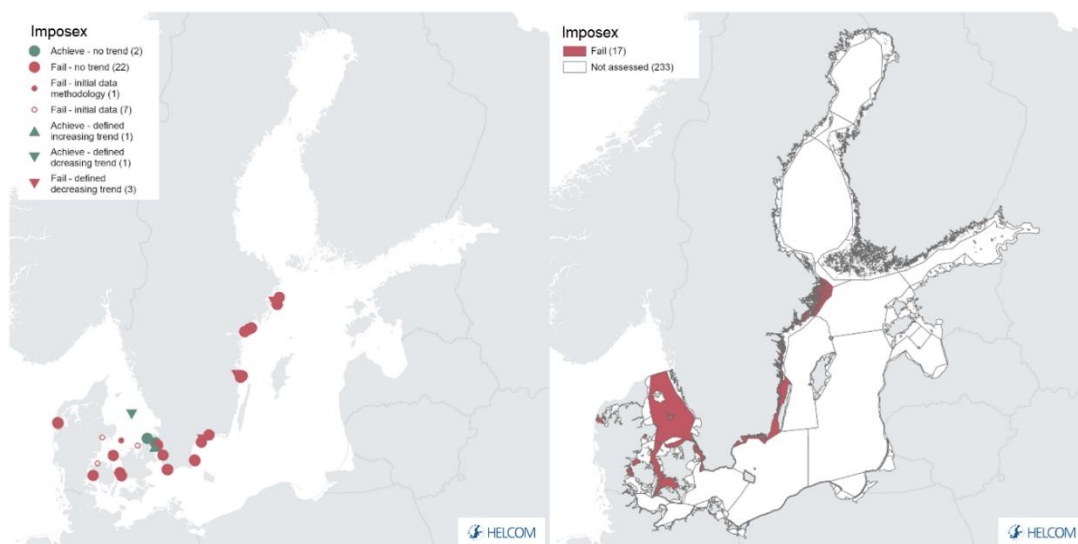 Imposex
Achieve - no trend (2)
Fail - no trend (22)
Fail - initial data
methodology (1)
Fail - initial data (7)
Achieve - defined
increasing trend (1)
Achieve - defined
dcreasing trend (1)
Fail - defined
decreasing trend (3)
HELCOM
Imposex
Fail (17)
Not assessed (233)
HELCOM